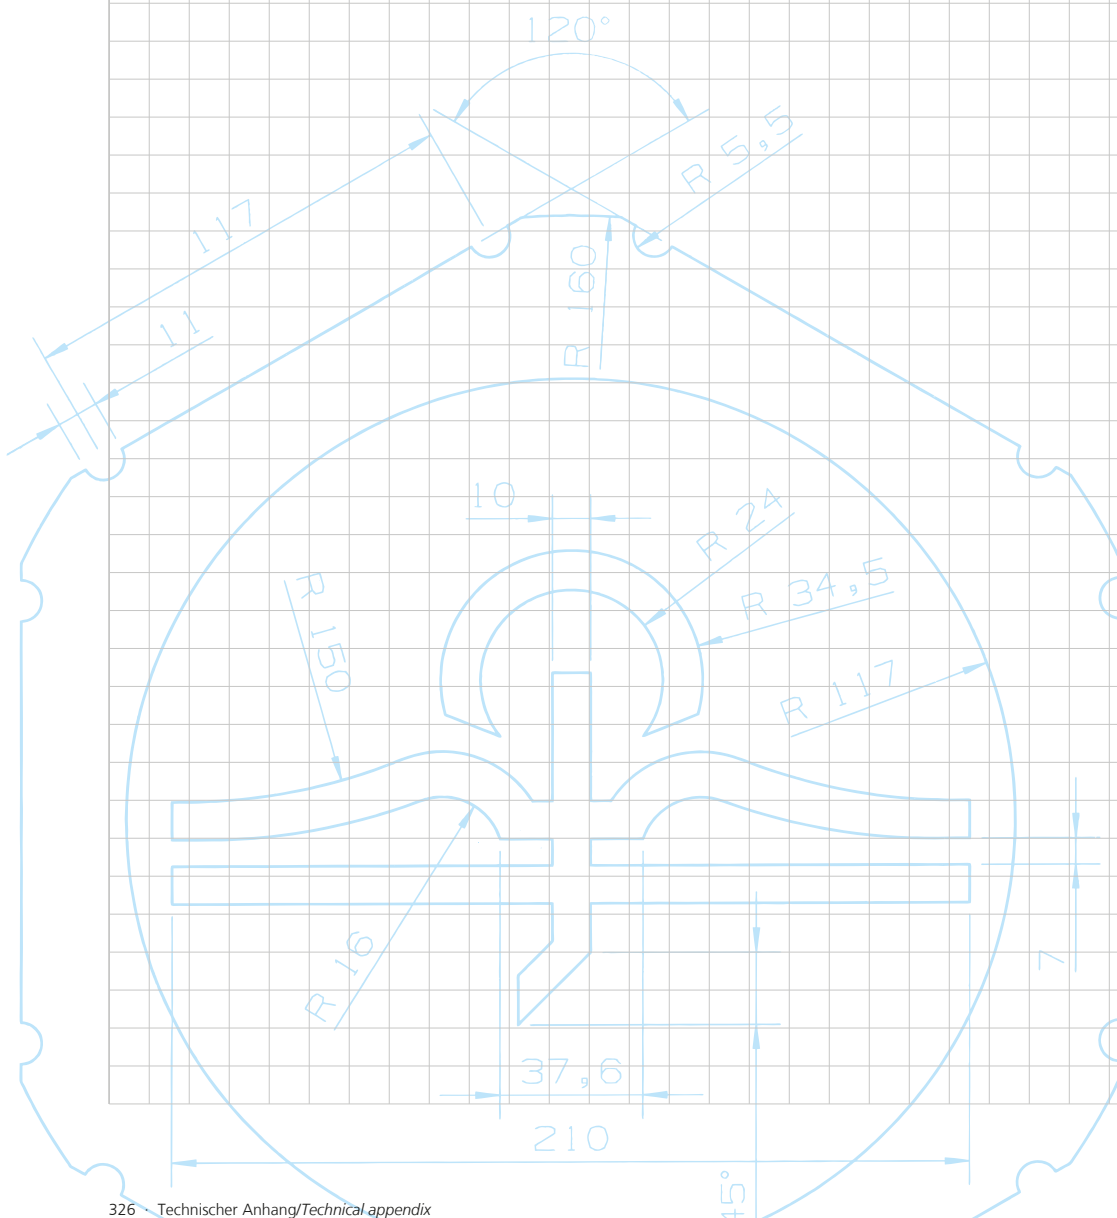 120°
R 5,5
117
R 160
11
10
R 24
R 34,5
R 150
R 117
R 16
7
37,6
210
45°
326 · Technischer Anhang/Technical appendix